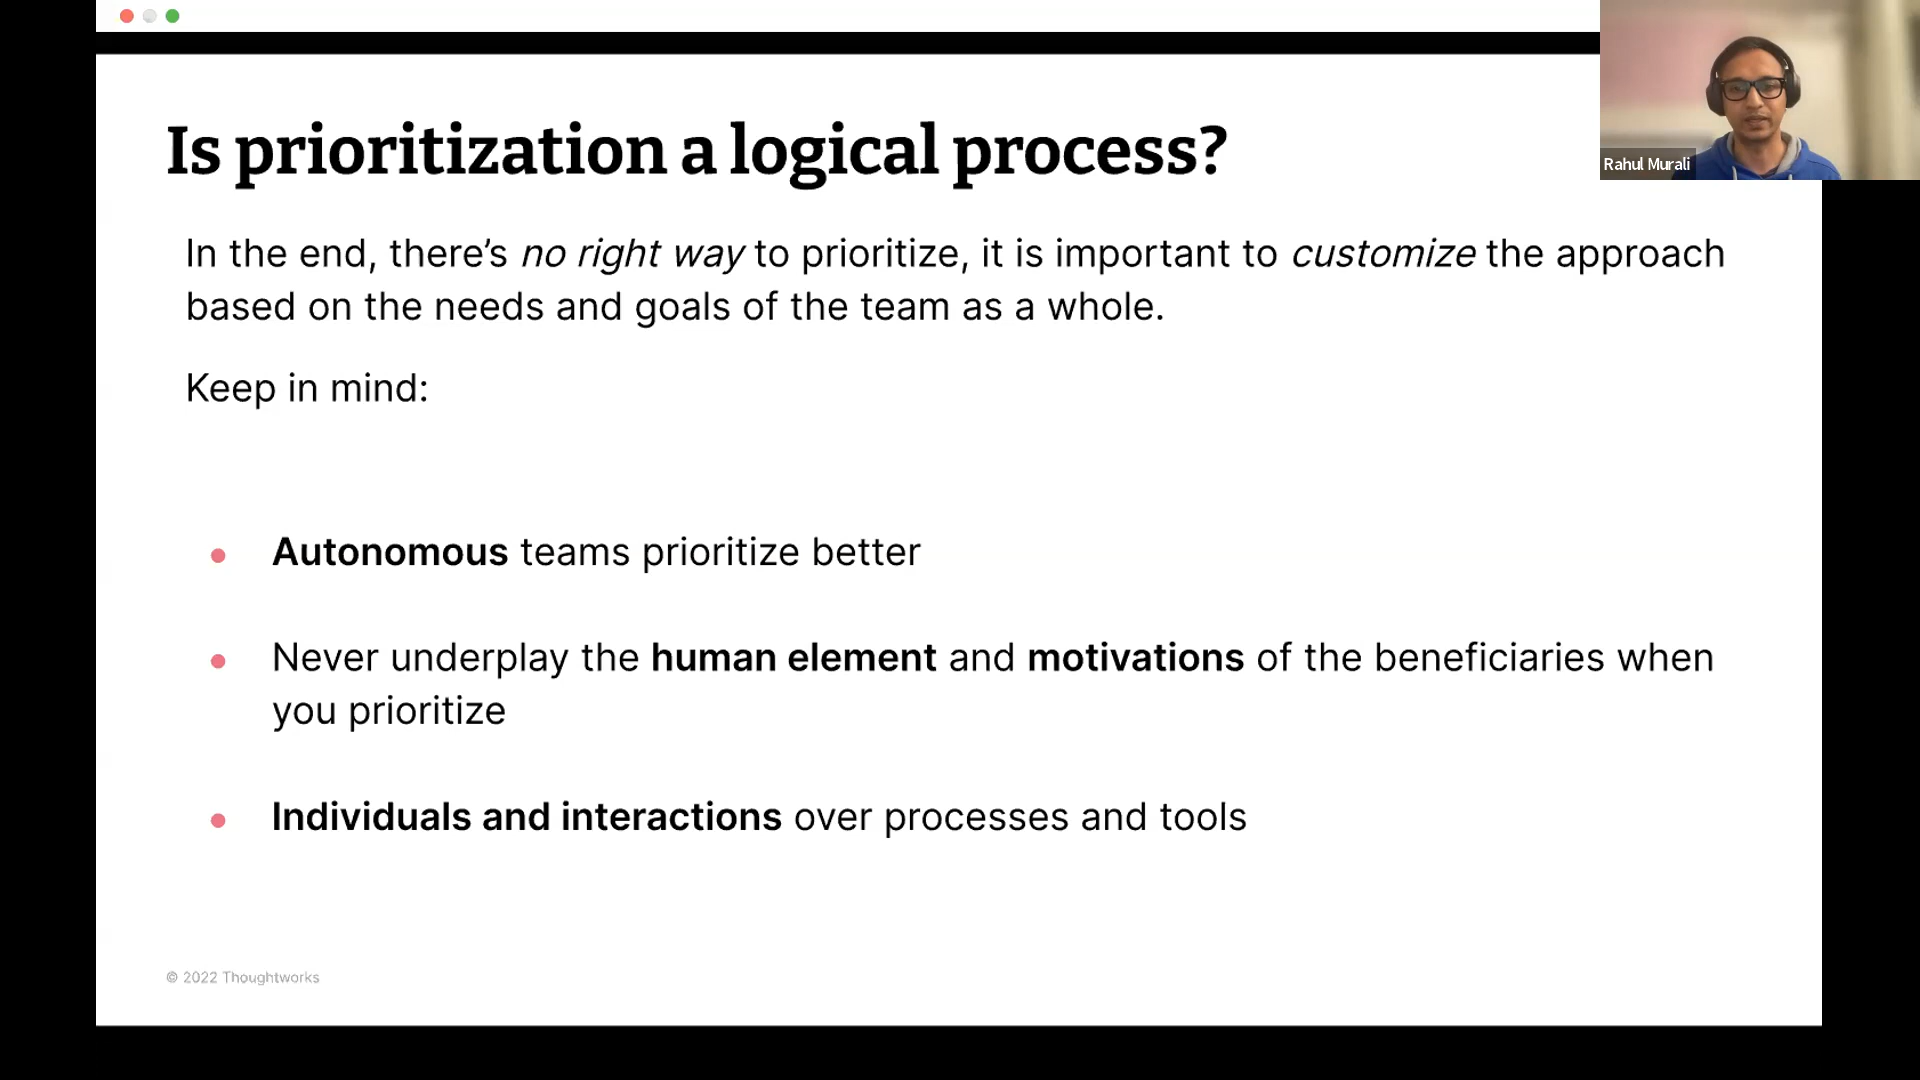 Is prioritization a logical process?
Rahul Murali
In the end, there’s no right way to prioritize, it is important to customize the approach
based on the needs and goals of the team as a whole.
Keep in mind:
Autonomous teams prioritize better
Never underplay the human element and motivations of the beneficiaries when
you prioritize
Individuals and interactions over processes and tools
© 2022 Thoughtworks